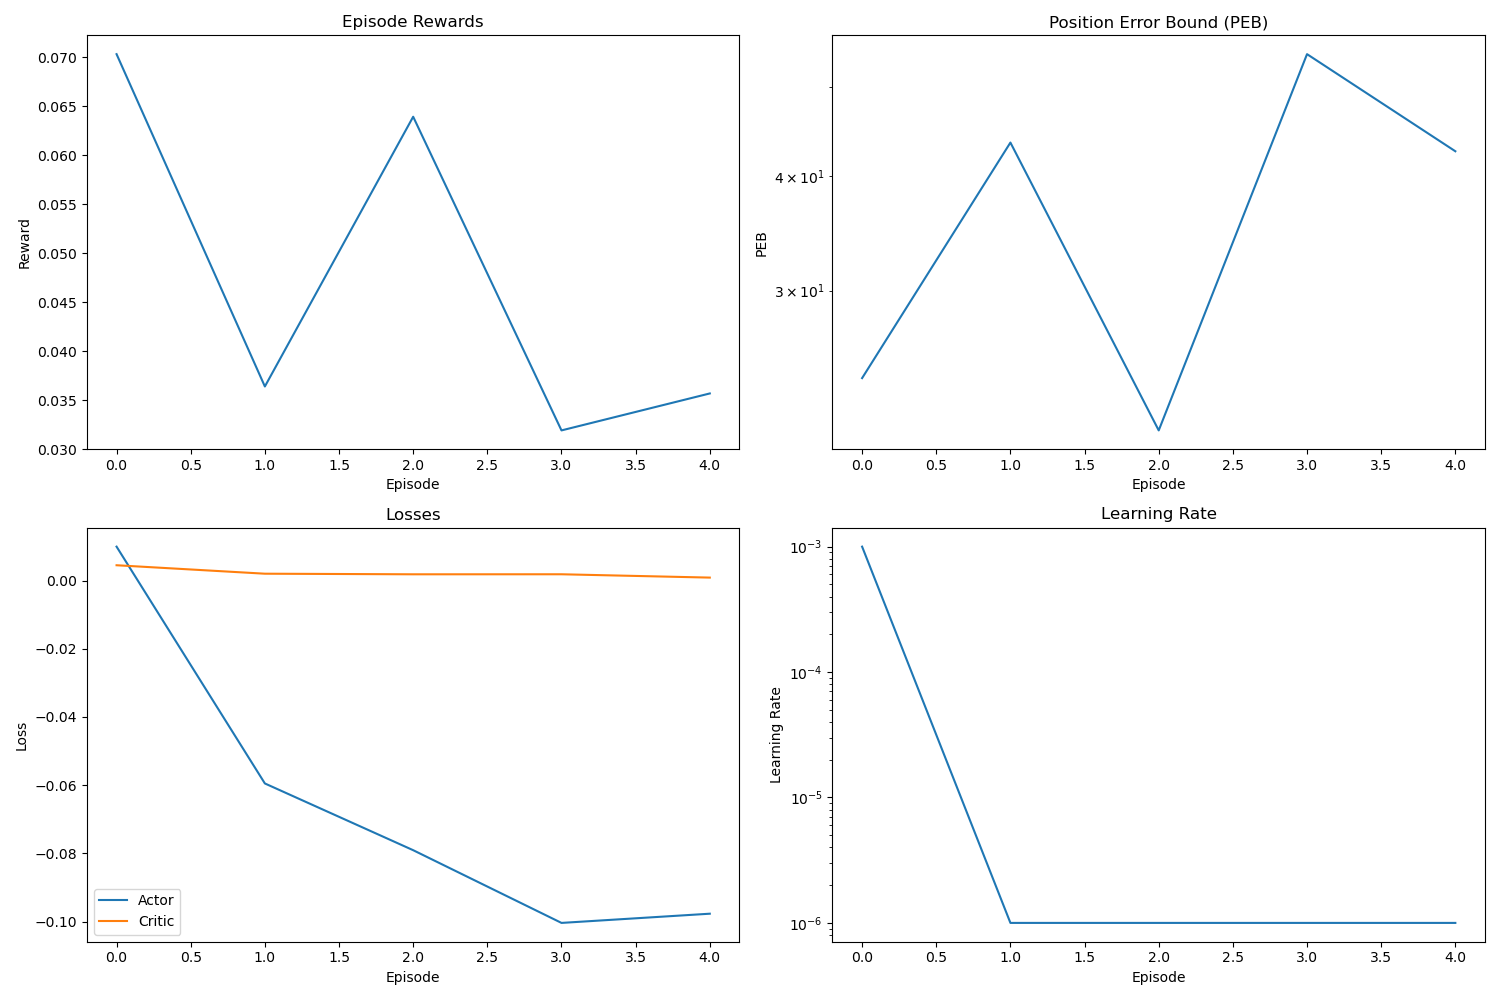 Episode Rewards
Reward
0.070
0.065
0.060
0.055
0.050
0.045
0.040
0.035
0.030
0.0 0.5 1.0 1.5 2.0 2.5 3.0 3.5 4.0
Episode
Position Error Bound (PEB)
PEB
4 × 10¹
3 × 10¹
0.0 0.5 1.0 1.5 2.0 2.5 3.0 3.5 4.0
Episode
Losses
Loss
0.00
−0.02
−0.04
−0.06
−0.08
−0.10
Actor
Critic
0.0 0.5 1.0 1.5 2.0 2.5 3.0 3.5 4.0
Episode
Learning Rate
Learning Rate
10⁻³
10⁻⁴
10⁻⁵
10⁻⁶
0.0 0.5 1.0 1.5 2.0 2.5 3.0 3.5 4.0
Episode